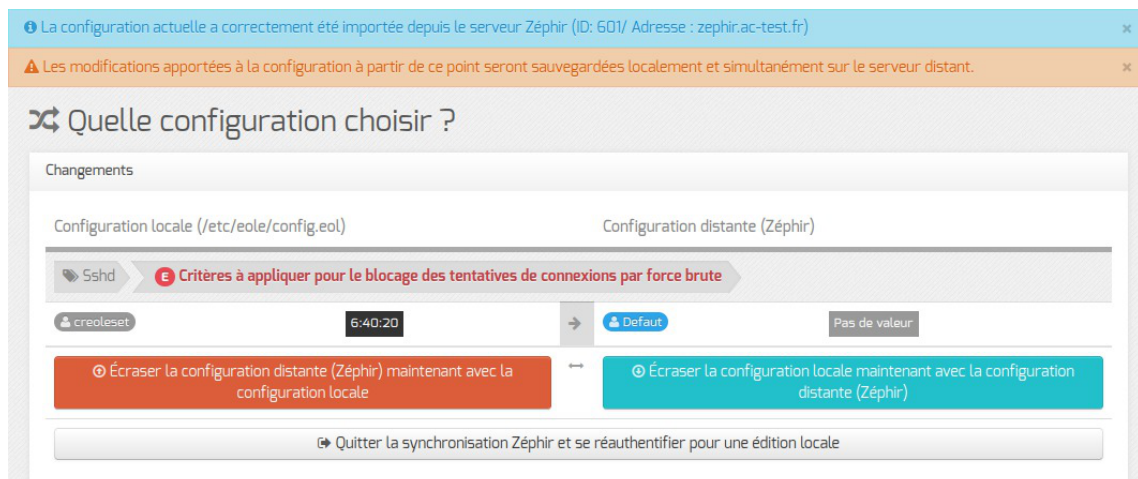 La configuration actuelle a correctement été importée depuis le serveur Zéphir (ID: 601/ Adresse : zephir.ac-test.fr)
×
Les modifications apportées à la configuration à partir de ce point seront sauvegardées localement et simultanément sur le serveur distant.
×
Quelle configuration choisir ?
Changements
Configuration locale (/etc/eole/config.eol)
Configuration distante (Zéphir)
Sshd
E Critères à appliquer pour le blocage des tentatives de connexions par force brute
creoleset
6:40:20
Defaut
Pas de valeur
Écraser la configuration distante (Zéphir) maintenant avec la
configuration locale
Écraser la configuration locale maintenant avec la configuration
distante (Zéphir)
Quitter la synchronisation Zéphir et se réauthentifier pour une édition locale